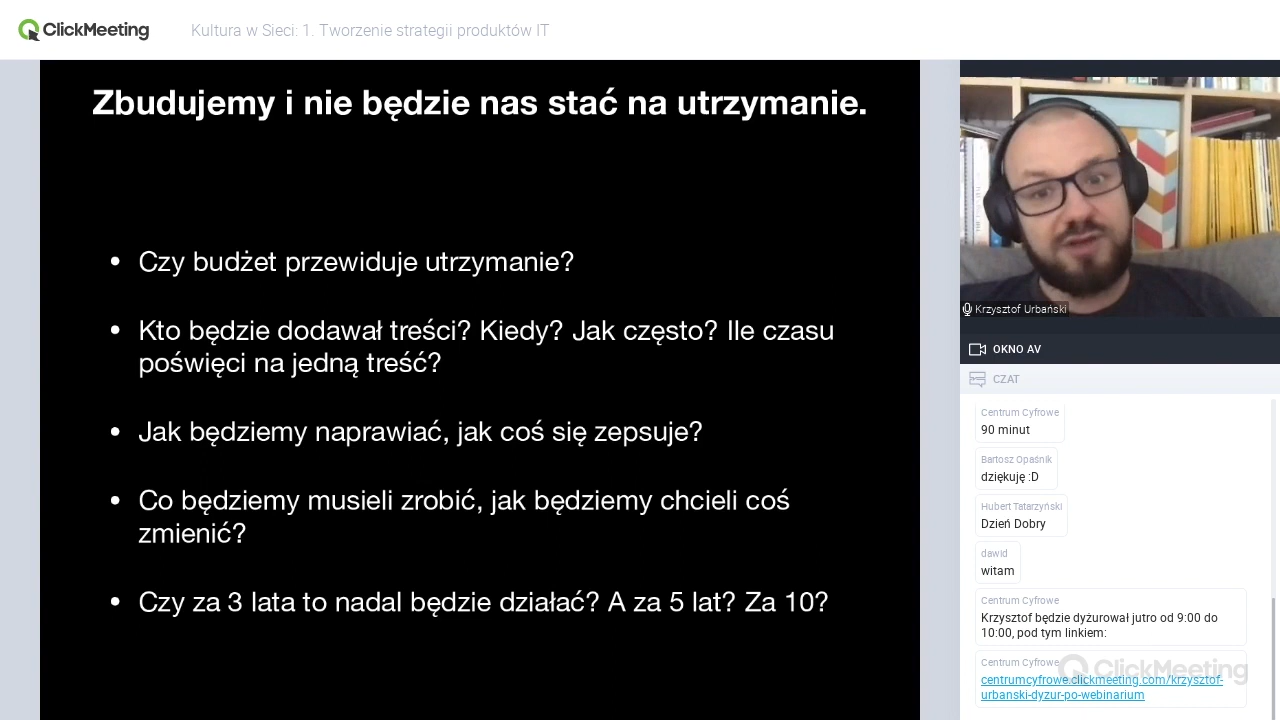 ClickMeeting
Kultura w Sieci: 1. Tworzenie strategii produktów IT
Zbudujemy i nie będzie nas stać na utrzymanie.
• Czy budżet przewiduje utrzymanie?
• Kto będzie dodawał treści? Kiedy? Jak często? Ile czasu
poświęci na jedną treść?
• Jak będziemy naprawiać, jak coś się zepsuje?
• Co będziemy musieli zrobić, jak będziemy chcieli coś
zmienić?
• Czy za 3 lata to nadal będzie działać? A za 5 lat? Za 10?
Krzysztof Urbański
OKNO AV
CZAT
Centrum Cyfrowe
90 minut
Bartosz Opaśnik
dziękuję :D
Hubert Tatarzyński
Dzień Dobry
dawid
witam
Centrum Cyfrowe
Krzysztof będzie dyżurował jutro od 9:00 do
10:00, pod tym linkiem:
Centrum Cyfrowe
centrumcyfrowe.clickmeeting.com/krzysztof-
urbanski-dyzur-po-webinarium
ClickMeeting